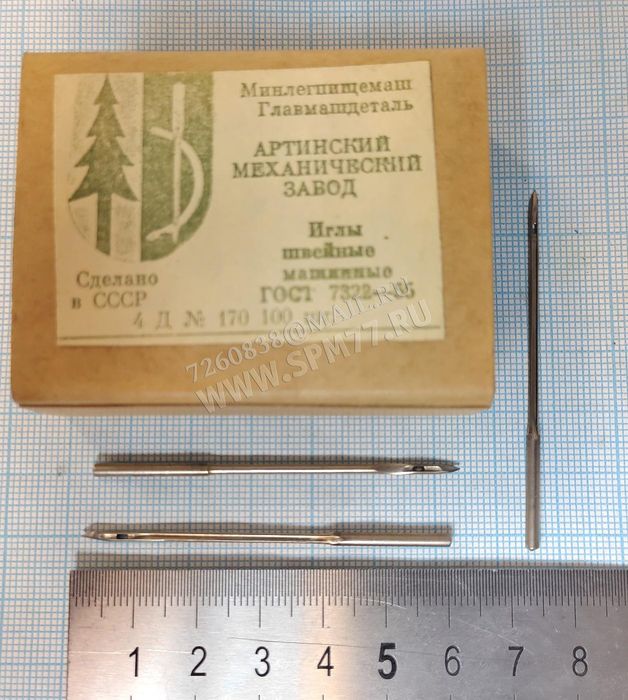 Минлегпищемаш
Главмашдеталь
АРТИНСКИЙ
МЕХАНИЧЕСКИЙ
ЗАВОД
Иглы
швейные
машинные
ГОСТ 7322—
Сделано
в СССР
4 Д № 170 100
7260838@MAIL.RU
WWW.SPM77.RU
1 2 3 4 5 6 7 8